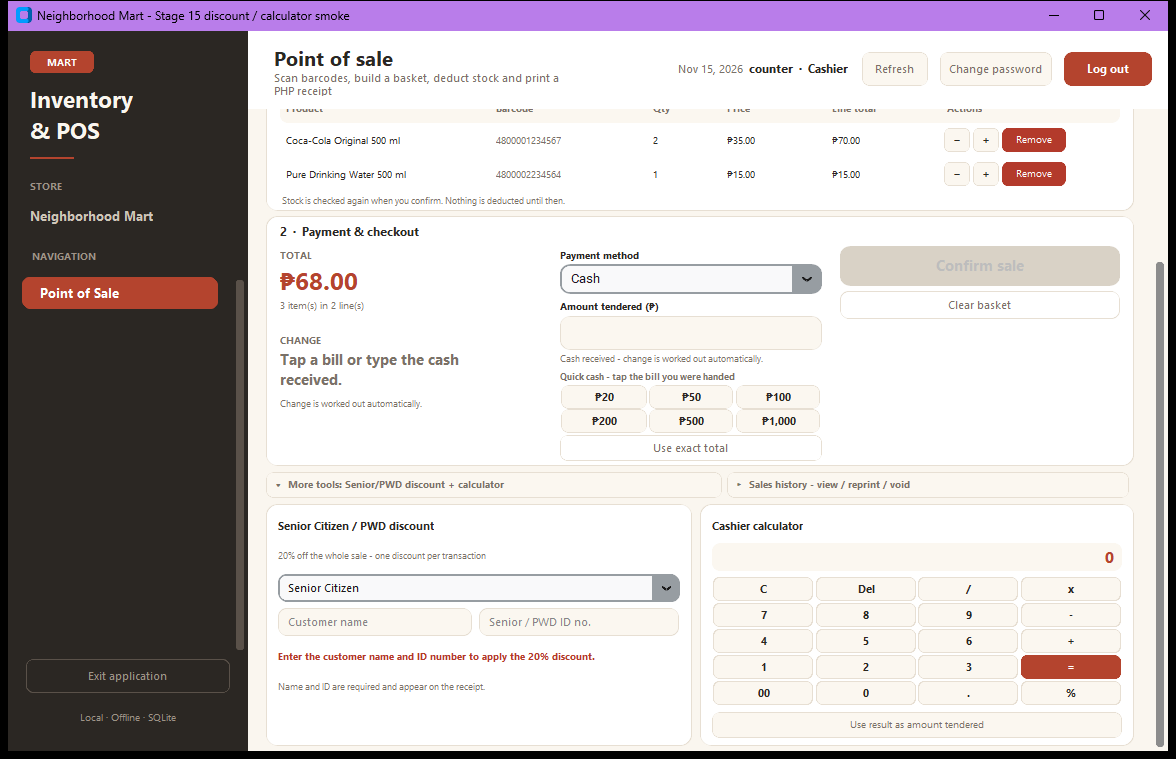 Neighborhood Mart - Stage 15 discount / calculator smoke
MART
Inventory
& POS
STORE
Neighborhood Mart
NAVIGATION
Point of Sale
Exit application
Local · Offline · SQLite
Point of sale
Scan barcodes, build a basket, deduct stock and print a
PHP receipt
Nov 15, 2026 counter · Cashier
Refresh
Change password
Log out
Product Barcode Qty Price Line total Actions
Coca-Cola Original 500 ml 4800001234567 2 ₱35.00 ₱70.00 − + Remove
Pure Drinking Water 500 ml 4800002234564 1 ₱15.00 ₱15.00 − + Remove
Stock is checked again when you confirm. Nothing is deducted until then.
2 · Payment & checkout
TOTAL
₱68.00
3 item(s) in 2 line(s)
CHANGE
Tap a bill or type the cash
received.
Change is worked out automatically.
Payment method
Cash
Amount tendered (₱)
Cash received - change is worked out automatically.
Quick cash - tap the bill you were handed
₱20 ₱50 ₱100
₱200 ₱500 ₱1,000
Use exact total
Confirm sale
Clear basket
More tools: Senior/PWD discount + calculator
Sales history - view / reprint / void
Senior Citizen / PWD discount
20% off the whole sale - one discount per transaction
Senior Citizen
Customer name
Senior / PWD ID no.
Enter the customer name and ID number to apply the 20% discount.
Name and ID are required and appear on the receipt.
Cashier calculator
0
C Del / x
7 8 9 -
4 5 6 +
1 2 3 =
00 0 . %
Use result as amount tendered